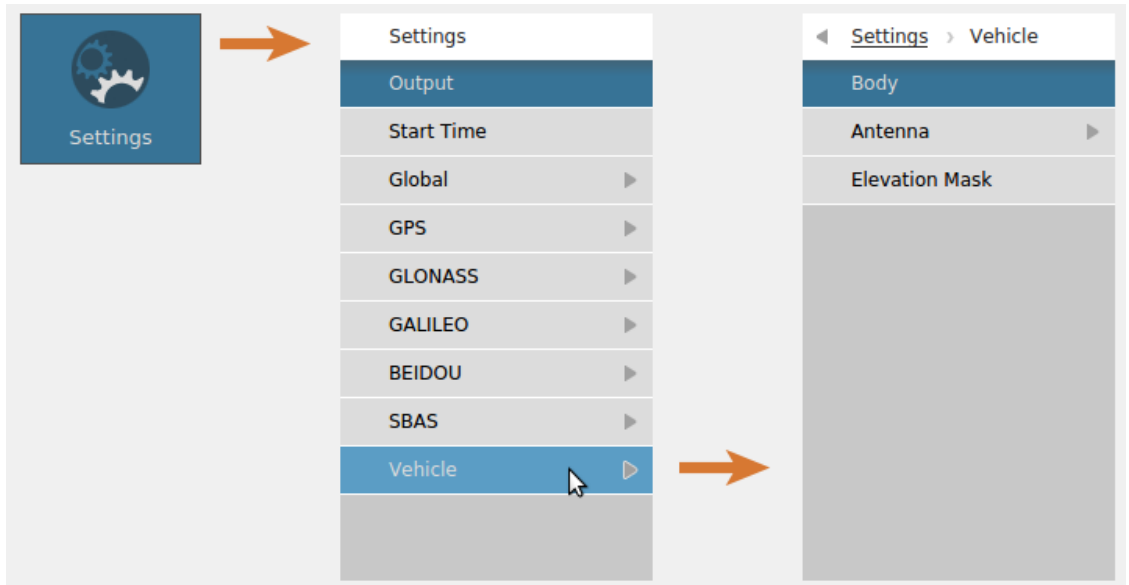 Settings
Settings
Output
Start Time
Global
GPS
GLONASS
GALILEO
BEIDOU
SBAS
Vehicle
Settings › Vehicle
Body
Antenna
Elevation Mask